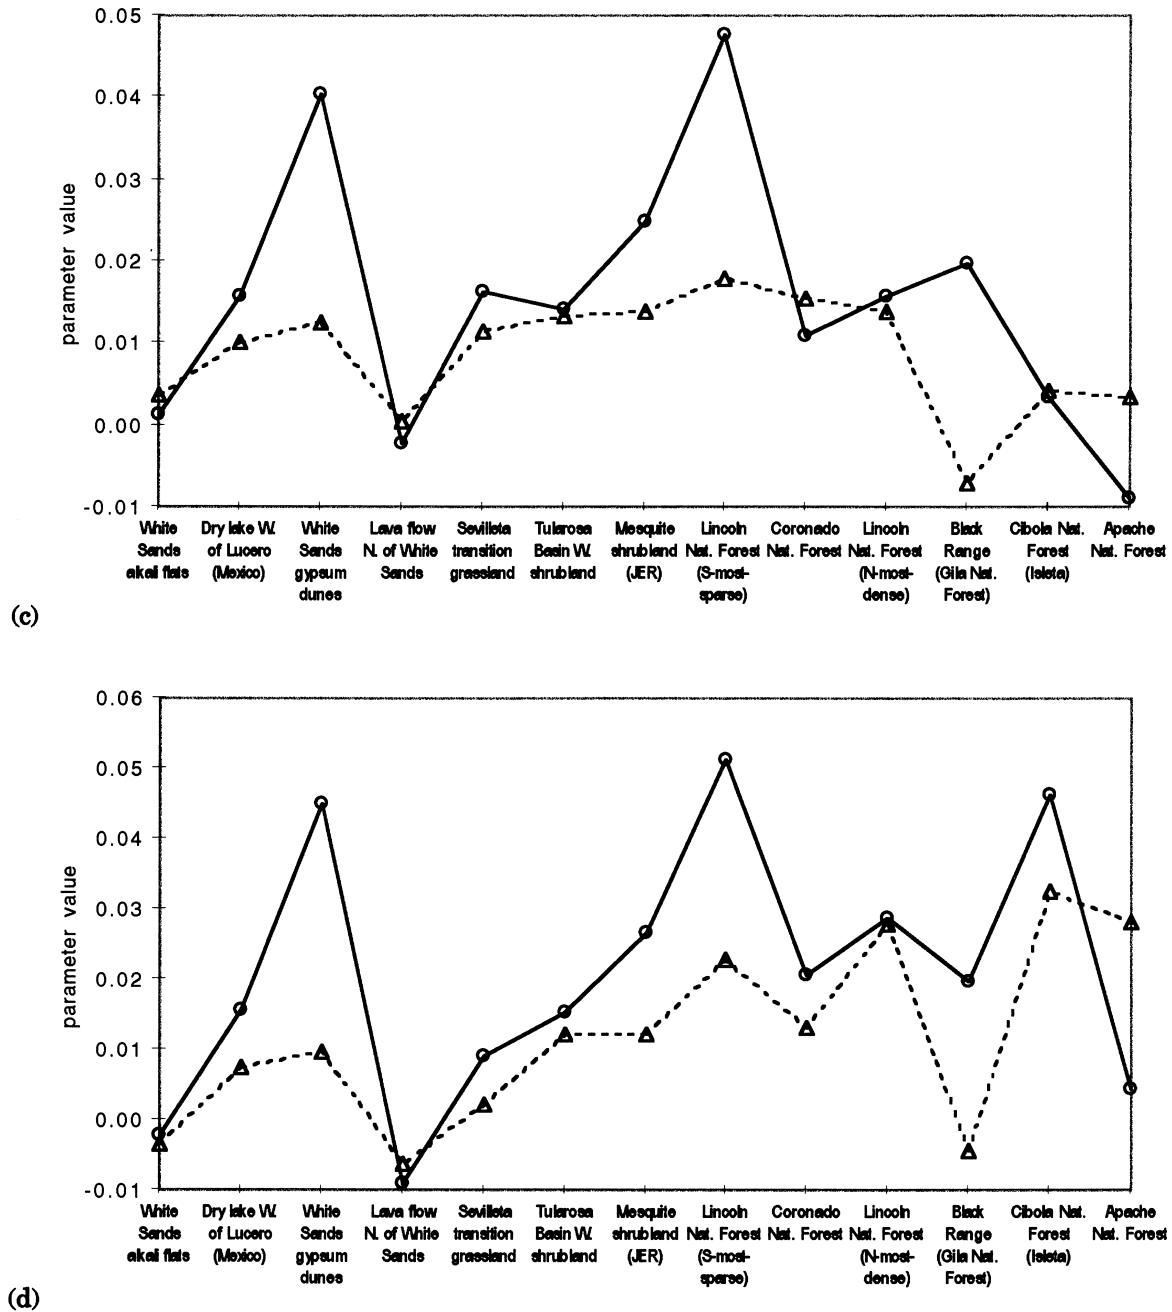 0.05
0.04
0.03
0.02
0.01
0.00
-0.01
parameter value
White Sands alkali flats
Dry lake W. of Lucero (Mexico)
White Sands gypsum dunes
Lava flow N. of White Sands
Sevilleta transition grassland
Tularosa Basin W. shrubland
Mesquite shrubland (JER)
Lincoln Nat. Forest (S-most-sparse)
Coronado Nat. Forest
Lincoln Nat. Forest (N-most-dense)
Black Range (Gila Nat. Forest)
Cibola Nat. Forest (Isleta)
Apache Nat. Forest
(c)
0.06
0.05
0.04
0.03
0.02
0.01
0.00
-0.01
parameter value
White Sands alkali flats
Dry lake W. of Lucero (Mexico)
White Sands gypsum dunes
Lava flow N. of White Sands
Sevilleta transition grassland
Tularosa Basin W. shrubland
Mesquite shrubland (JER)
Lincoln Nat. Forest (S-most-sparse)
Coronado Nat. Forest
Lincoln Nat. Forest (N-most-dense)
Black Range (Gila Nat. Forest)
Cibola Nat. Forest (Isleta)
Apache Nat. Forest
(d)